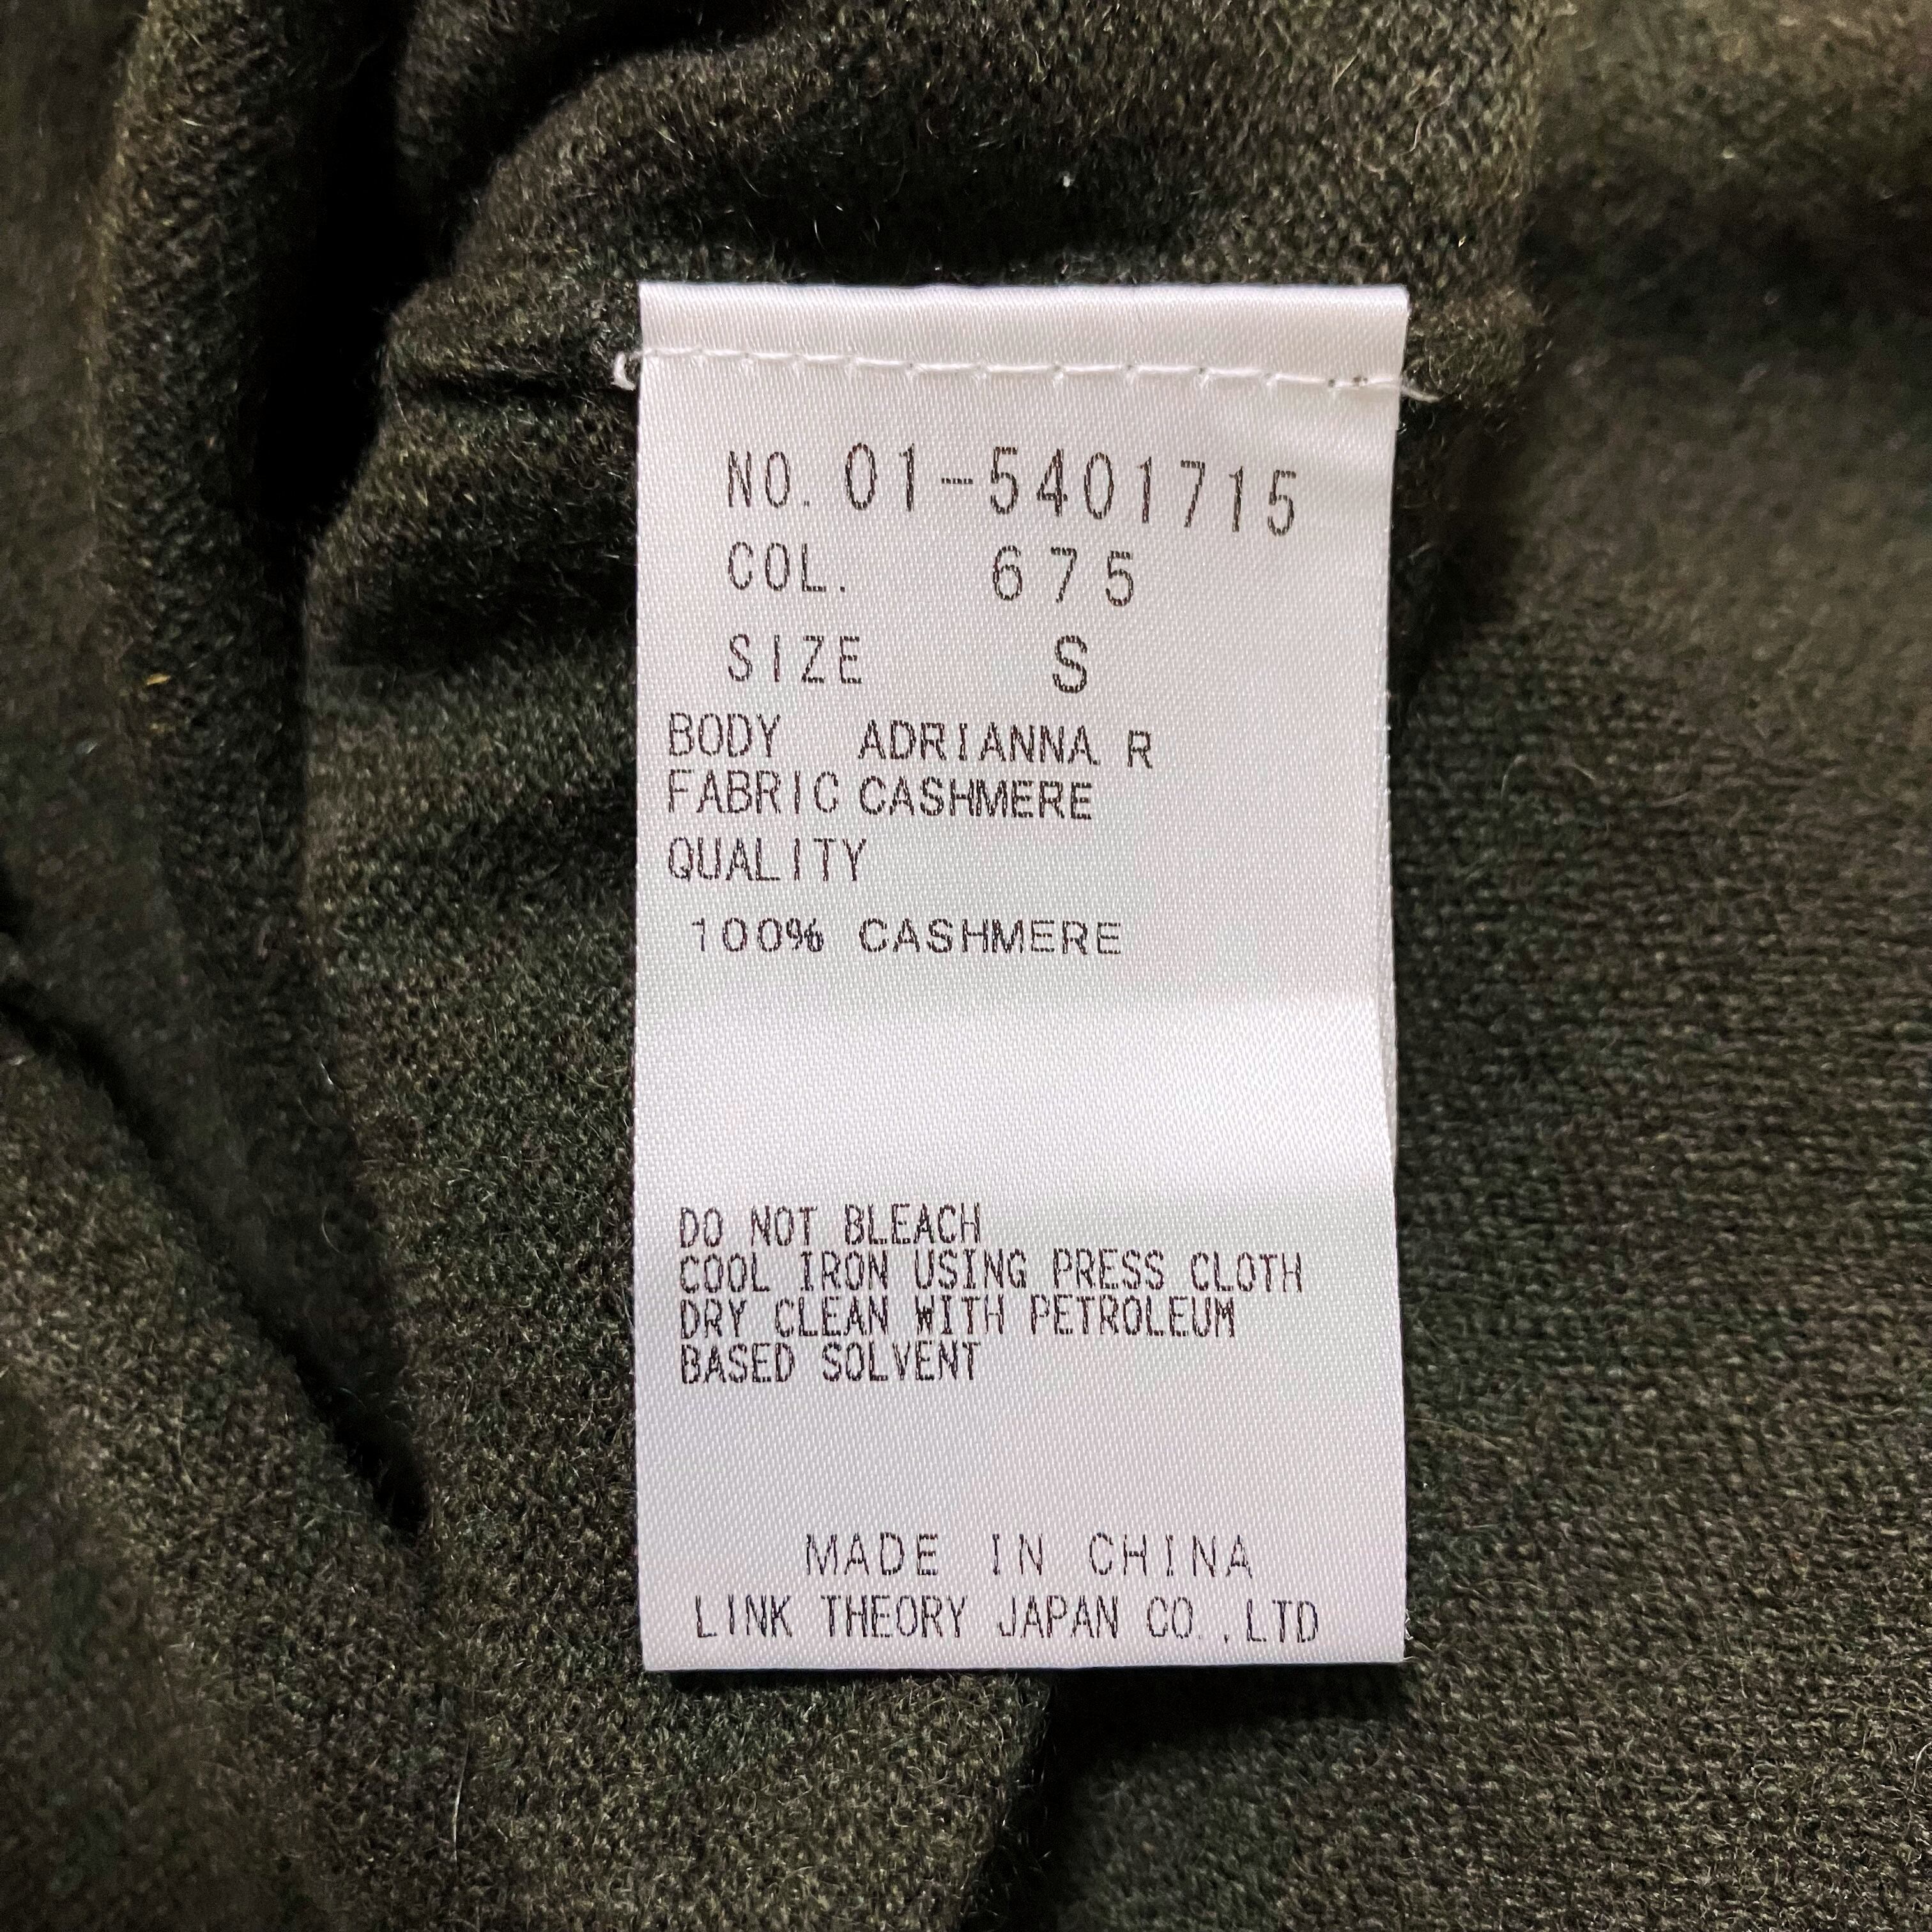 NO. 01-5401715
COL. 675
SIZE S
BODY ADRIANNA R
FABRIC CASHMERE
QUALITY
100% CASHMERE
DO NOT BLEACH
COOL IRON USING PRESS CLOTH
DRY CLEAN WITH PETROLEUM
BASED SOLVENT
MADE IN CHINA
LINK THEORY JAPAN CO.,LTD